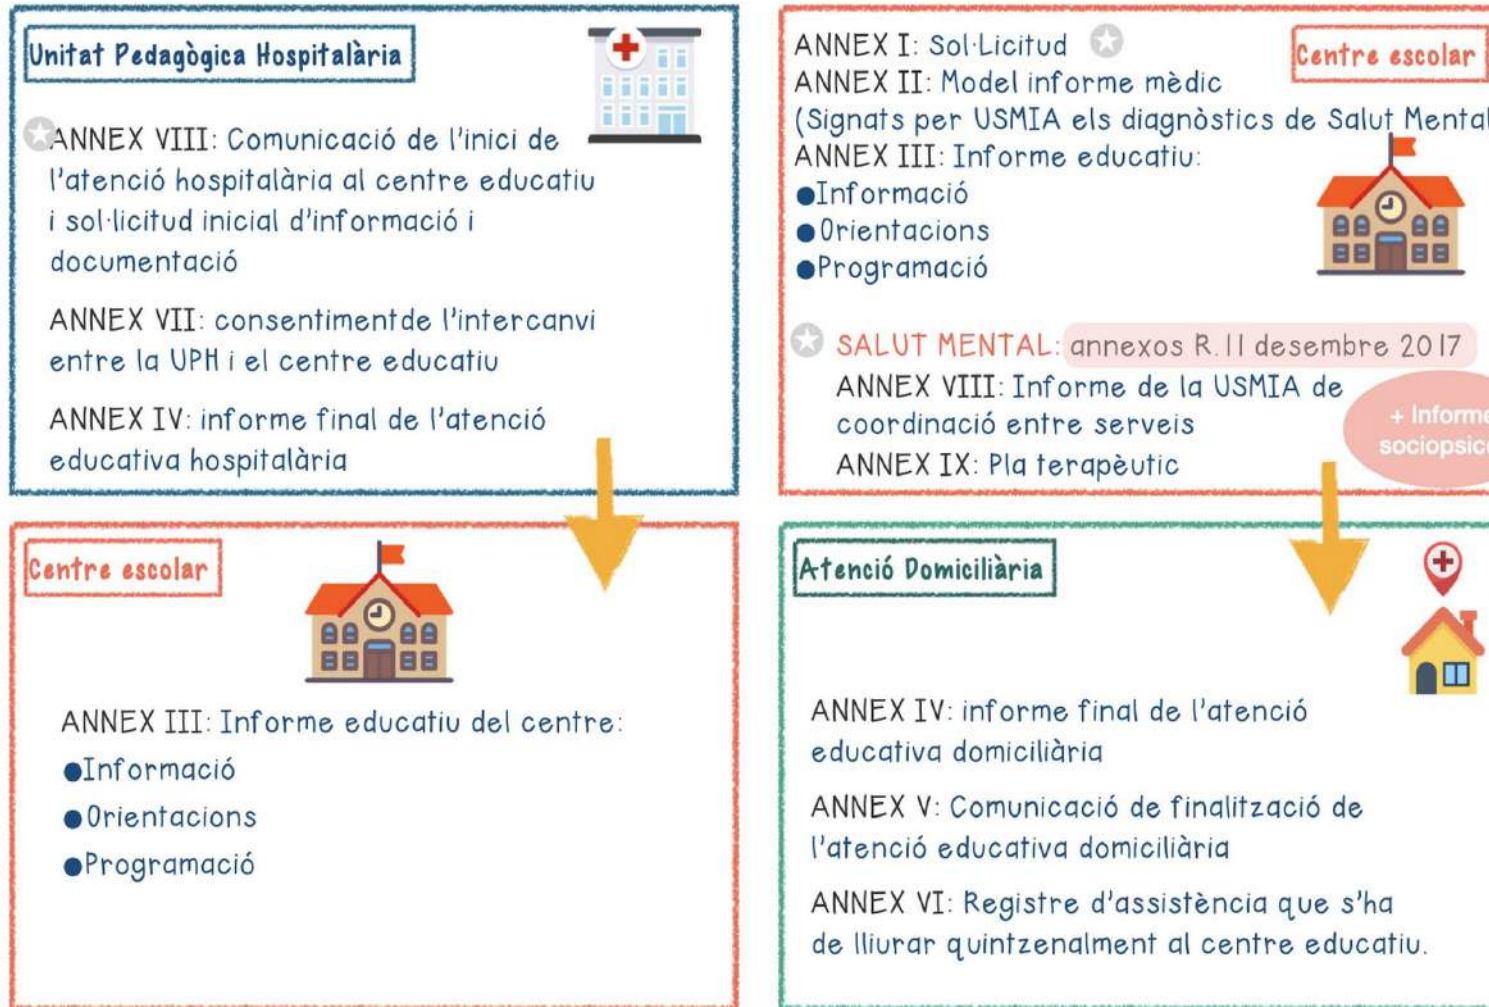 Unitat Pedagògica Hospitalària
ANNEX VIII: Comunicació de l'inici de
l'atenció hospitalària al centre educatiu
i sol·licitud inicial d'informació i
documentació
ANNEX VII: consentimentde l'intercanvi
entre la UPH i el centre educatiu
ANNEX IV: informe final de l'atenció
educativa hospitalària
ANNEX I: Sol·Licitud
Centre escolar
ANNEX II: Model informe mèdic
(Signats per USMIA els diagnòstics de Salut Mental
ANNEX III: Informe educatiu:
●Informació
●Orientacions
●Programació
SALUT MENTAL: annexos R.11 desembre 2017
ANNEX VIII: Informe de la USMIA de
coordinació entre serveis
ANNEX IX: Pla terapèutic
+ Informe
sociopsico
Centre escolar
ANNEX III: Informe educatiu del centre:
●Informació
●Orientacions
●Programació
Atenció Domiciliària
ANNEX IV: informe final de l'atenció
educativa domiciliària
ANNEX V: Comunicació de finalització de
l'atenció educativa domiciliària
ANNEX VI: Registre d'assistència que s'ha
de lliurar quintzenalment al centre educatiu.